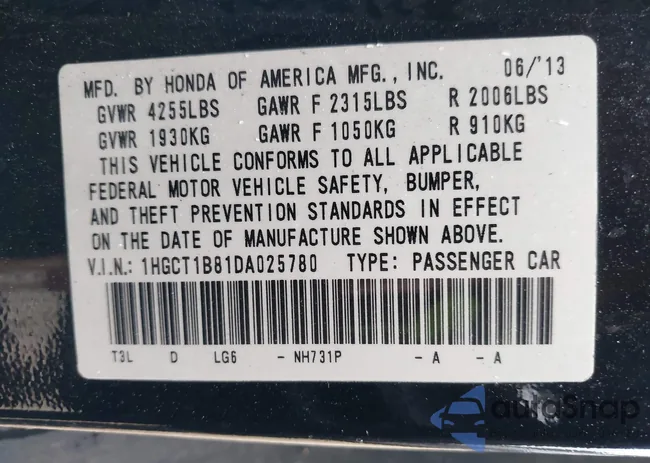 MFD. BY HONDA OF AMERICA MFG., INC. 06/'13
GVWR 4255LBS GAWR F 2315LBS R 2006LBS
GVWR 1930KG GAWR F 1050KG R 910KG
THIS VEHICLE CONFORMS TO ALL APPLICABLE
FEDERAL MOTOR VEHICLE SAFETY, BUMPER,
AND THEFT PREVENTION STANDARDS IN EFFECT
ON THE DATE OF MANUFACTURE SHOWN ABOVE.
V.I.N.: 1HGCT1B81DA025780 TYPE: PASSENGER CAR
T3L D LG6 - NH731P - A - A
autoSnap